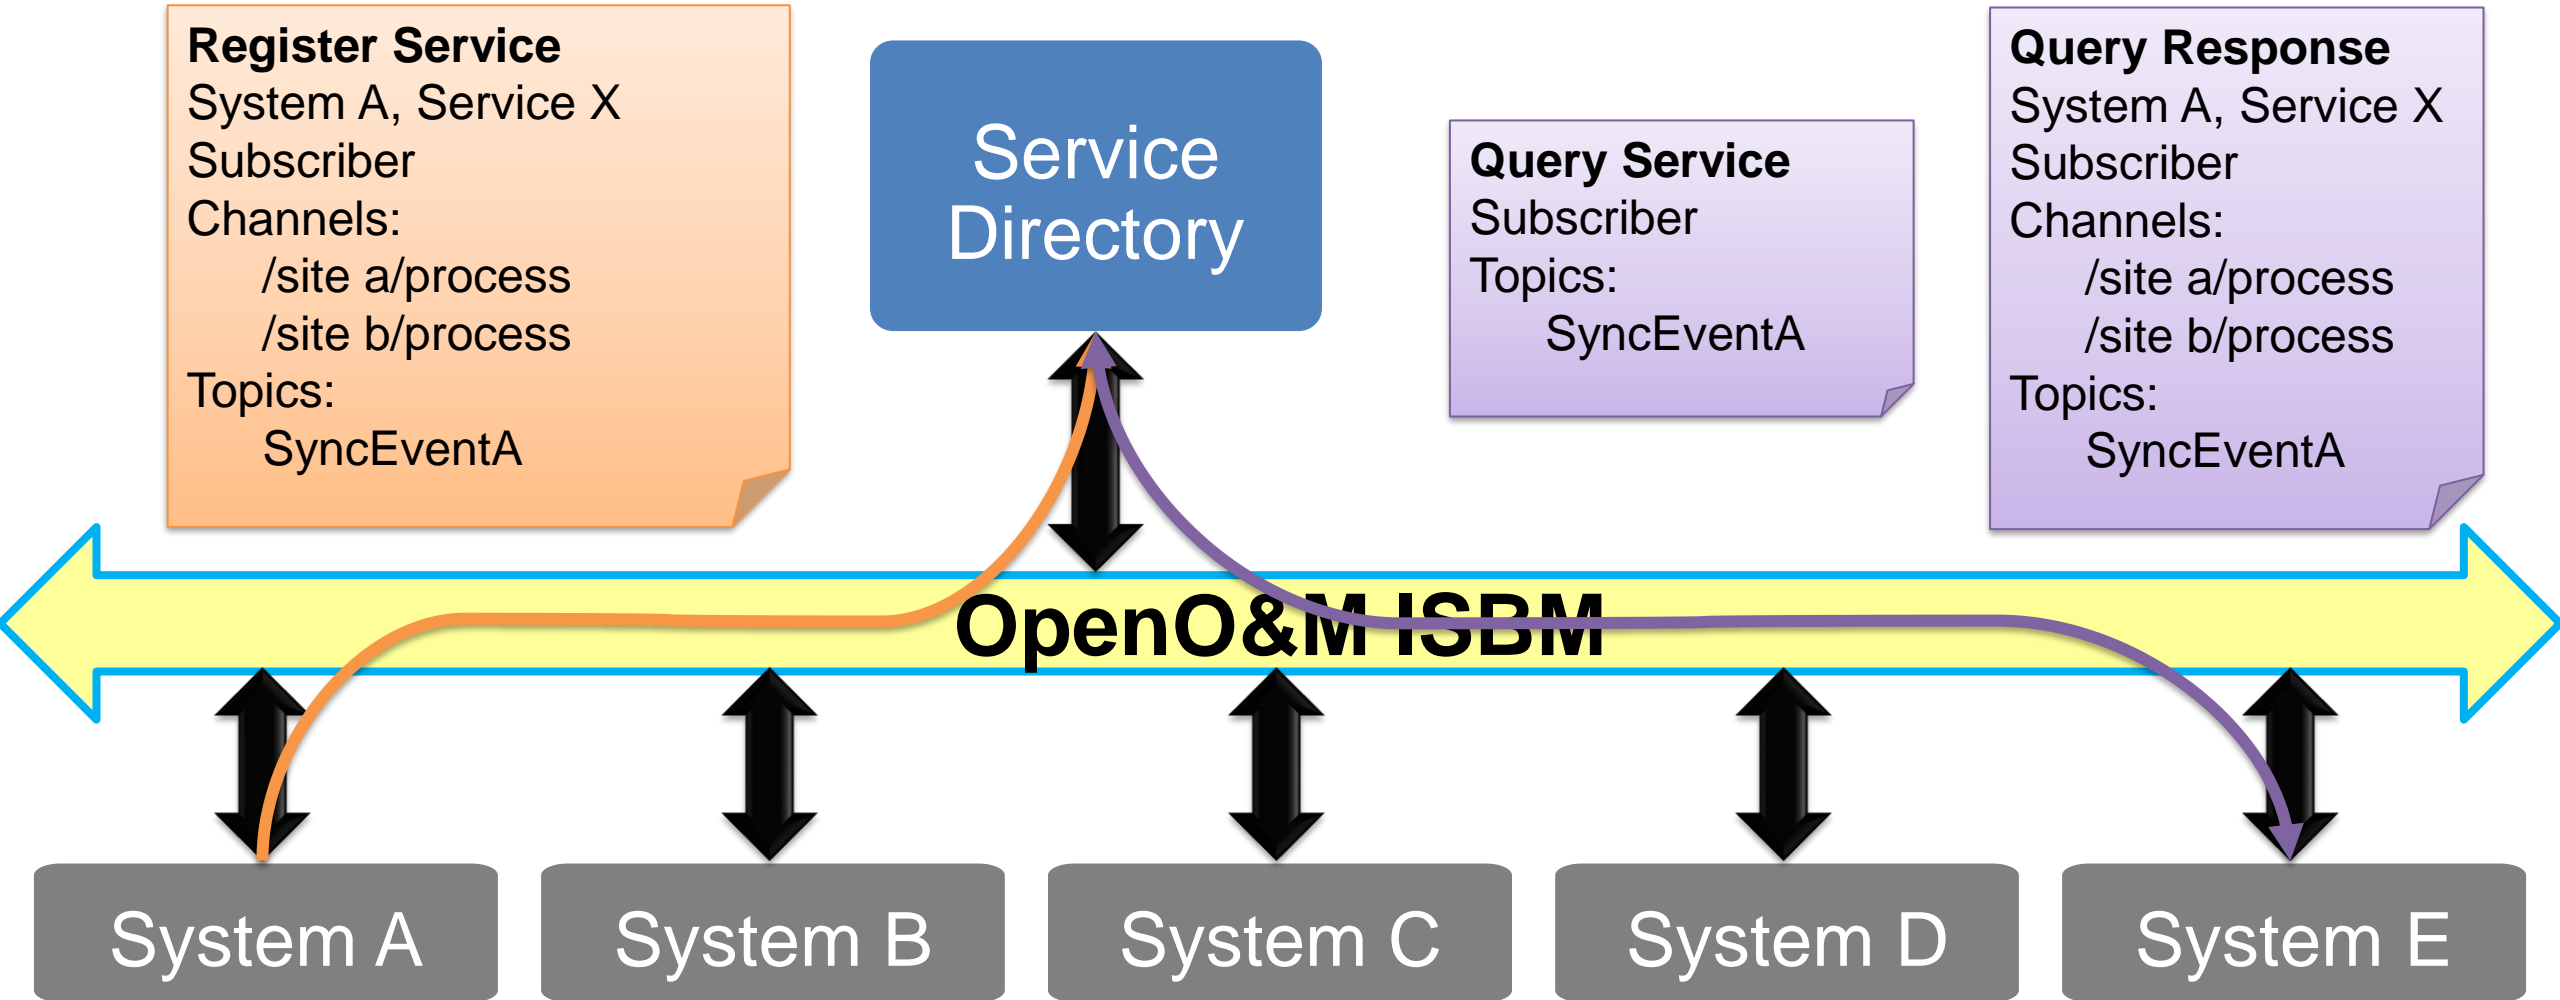 Register Service
System A, Service X
Subscriber
Channels:
/site a/process
/site b/process
Topics:
SyncEventA
Service
Directory
Query Service
Subscriber
Topics:
SyncEventA
Query Response
System A, Service X
Subscriber
Channels:
/site a/process
/site b/process
Topics:
SyncEventA
OpenO&M ISBM
System A
System B
System C
System D
System E